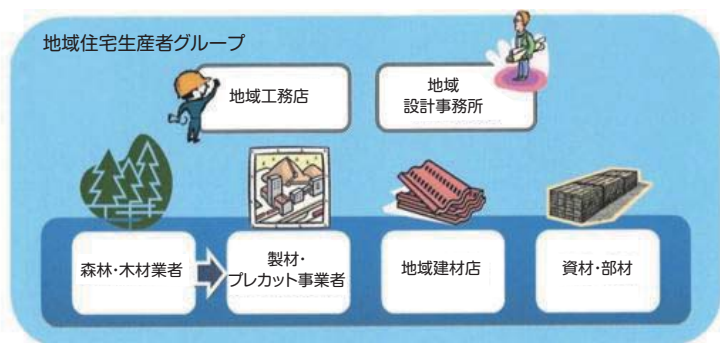 地域住宅生産者グループ
地域工務店
地域
設計事務所
森林・木材業者
製材・
プレカット事業者
地域建材店
資材・部材